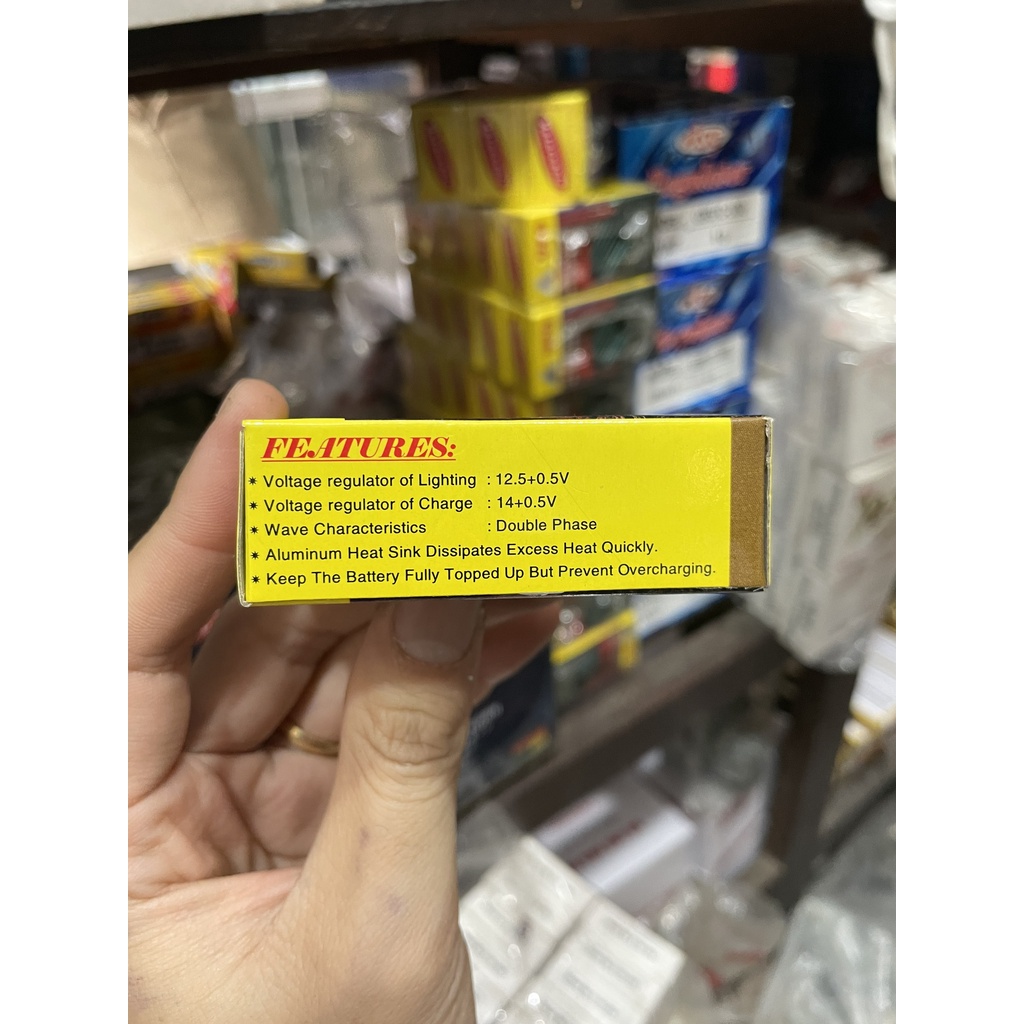 FEATURES:
✶ Voltage regulator of Lighting : 12.5+0.5V
✶ Voltage regulator of Charge : 14+0.5V
✶ Wave Characteristics : Double Phase
✶ Aluminum Heat Sink Dissipates Excess Heat Quickly.
✶ Keep The Battery Fully Topped Up But Prevent Overcharging.